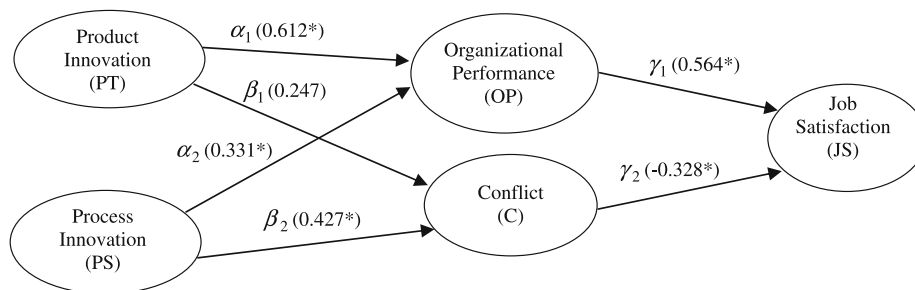 Product
Innovation
(PT)
α1 (0.612*)
β1 (0.247)
Organizational
Performance
(OP)
γ1 (0.564*)
Job
Satisfaction
(JS)
α2 (0.331*)
Process
Innovation
(PS)
β2 (0.427*)
Conflict
(C)
γ2 (-0.328*)